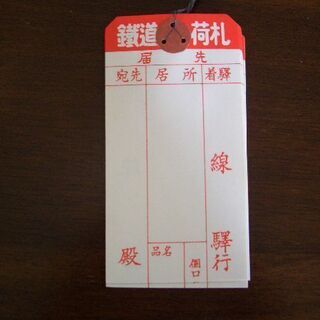 鐵道 荷札
届先
宛先 居所 着驛
線 驛行
殿
品名
個口